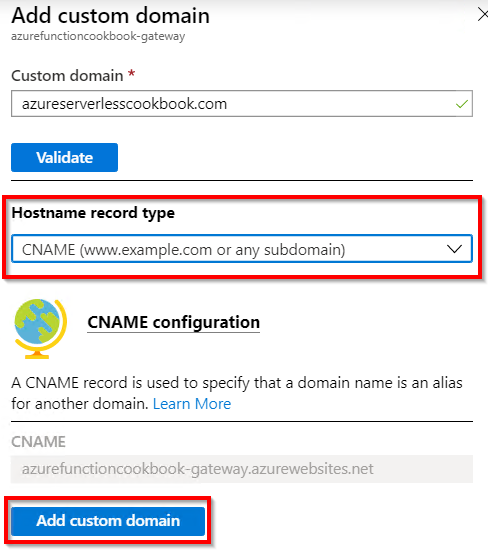 Add custom domain
azurefunctioncookbook-gateway
Custom domain *
azureserverlesscookbook.com
Validate
Hostname record type
CNAME (www.example.com or any subdomain)
CNAME configuration
A CNAME record is used to specify that a domain name is an alias
for another domain. Learn More
CNAME
azurefunctioncookbook-gateway.azurewebsites.net
Add custom domain